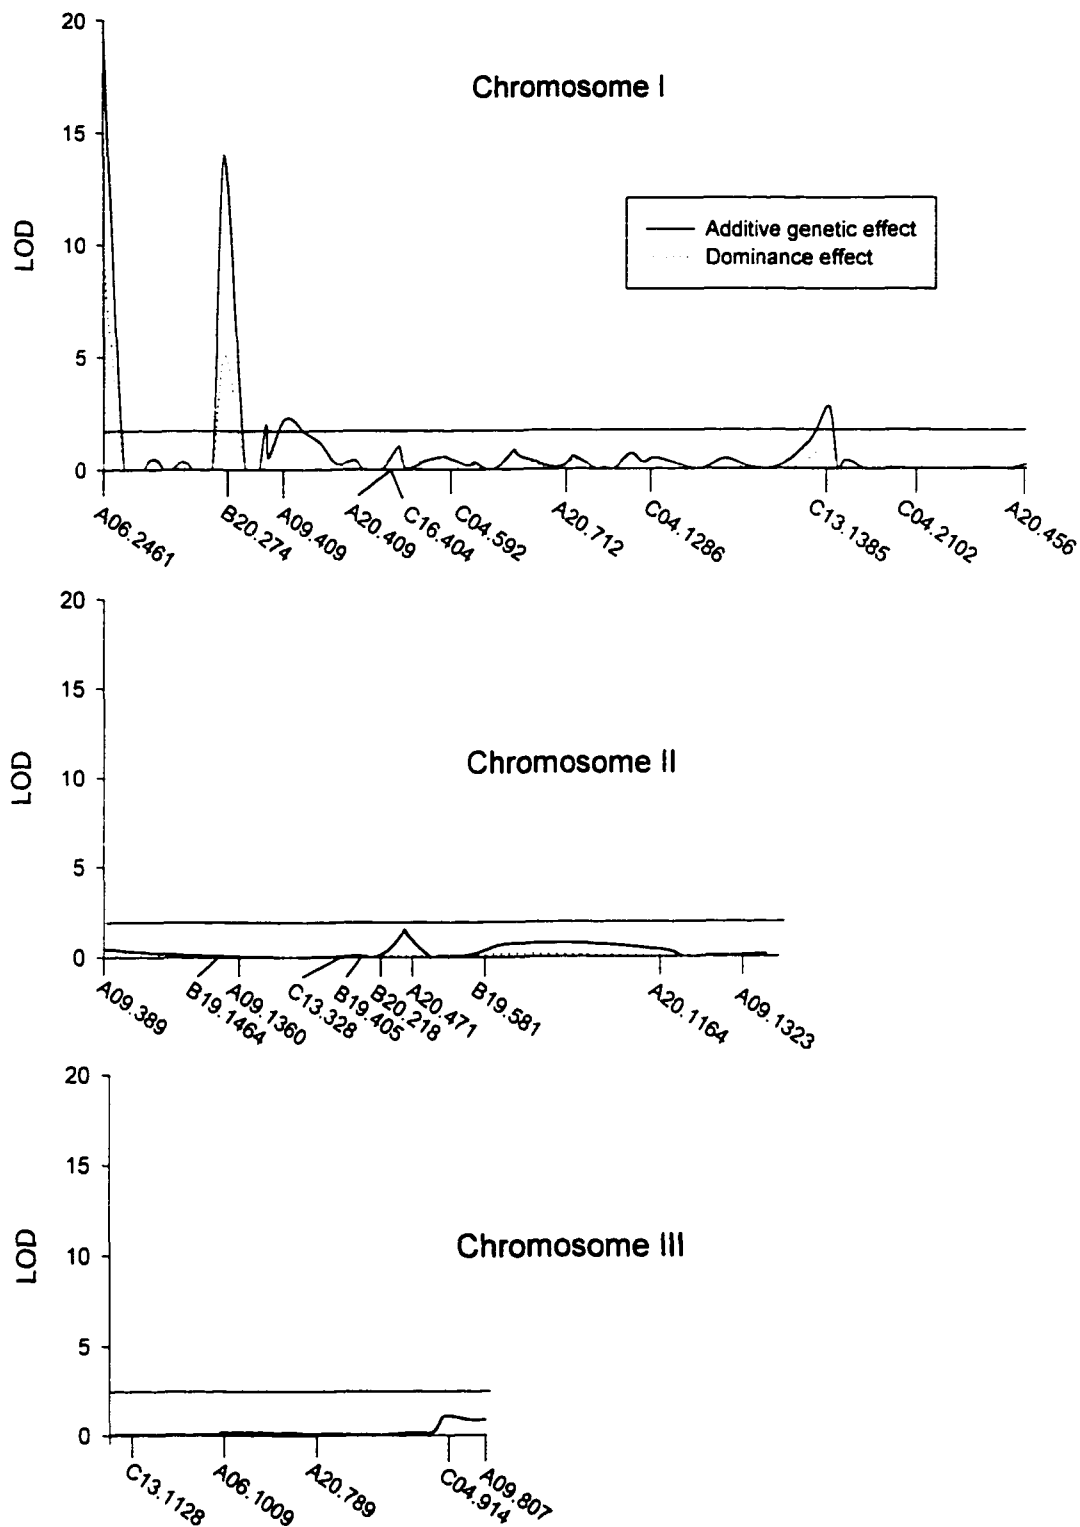 20
Chromosome I
15
LOD
10
Additive genetic effect
Dominance effect
5
0
A06.2461
B20.274
A09.409
A20.409
C16.404
C04.592
A20.712
C04.1286
C13.1385
C04.2102
A20.456
20
15
LOD
Chromosome II
10
5
0
A09.389
B19.1464
A09.1360
C13.328
B19.405
B20.218
A20.471
B19.581
A20.1164
A09.1323
20
15
LOD
Chromosome III
10
5
0
C13.1128
A06.1009
A20.789
C04.914
A09.807